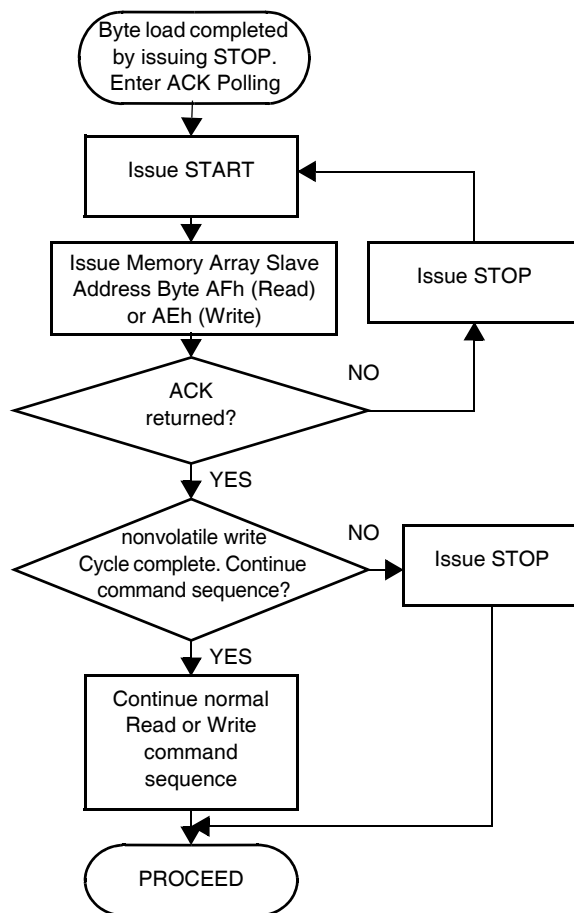 Byte load completed
by issuing STOP.
Enter ACK Polling
Issue START
Issue Memory Array Slave
Address Byte AFh (Read)
or AEh (Write)
Issue STOP
NO
ACK
returned?
YES
nonvolatile write
Cycle complete. Continue
command sequence?
NO
Issue STOP
YES
Continue normal
Read or Write
command
sequence
PROCEED